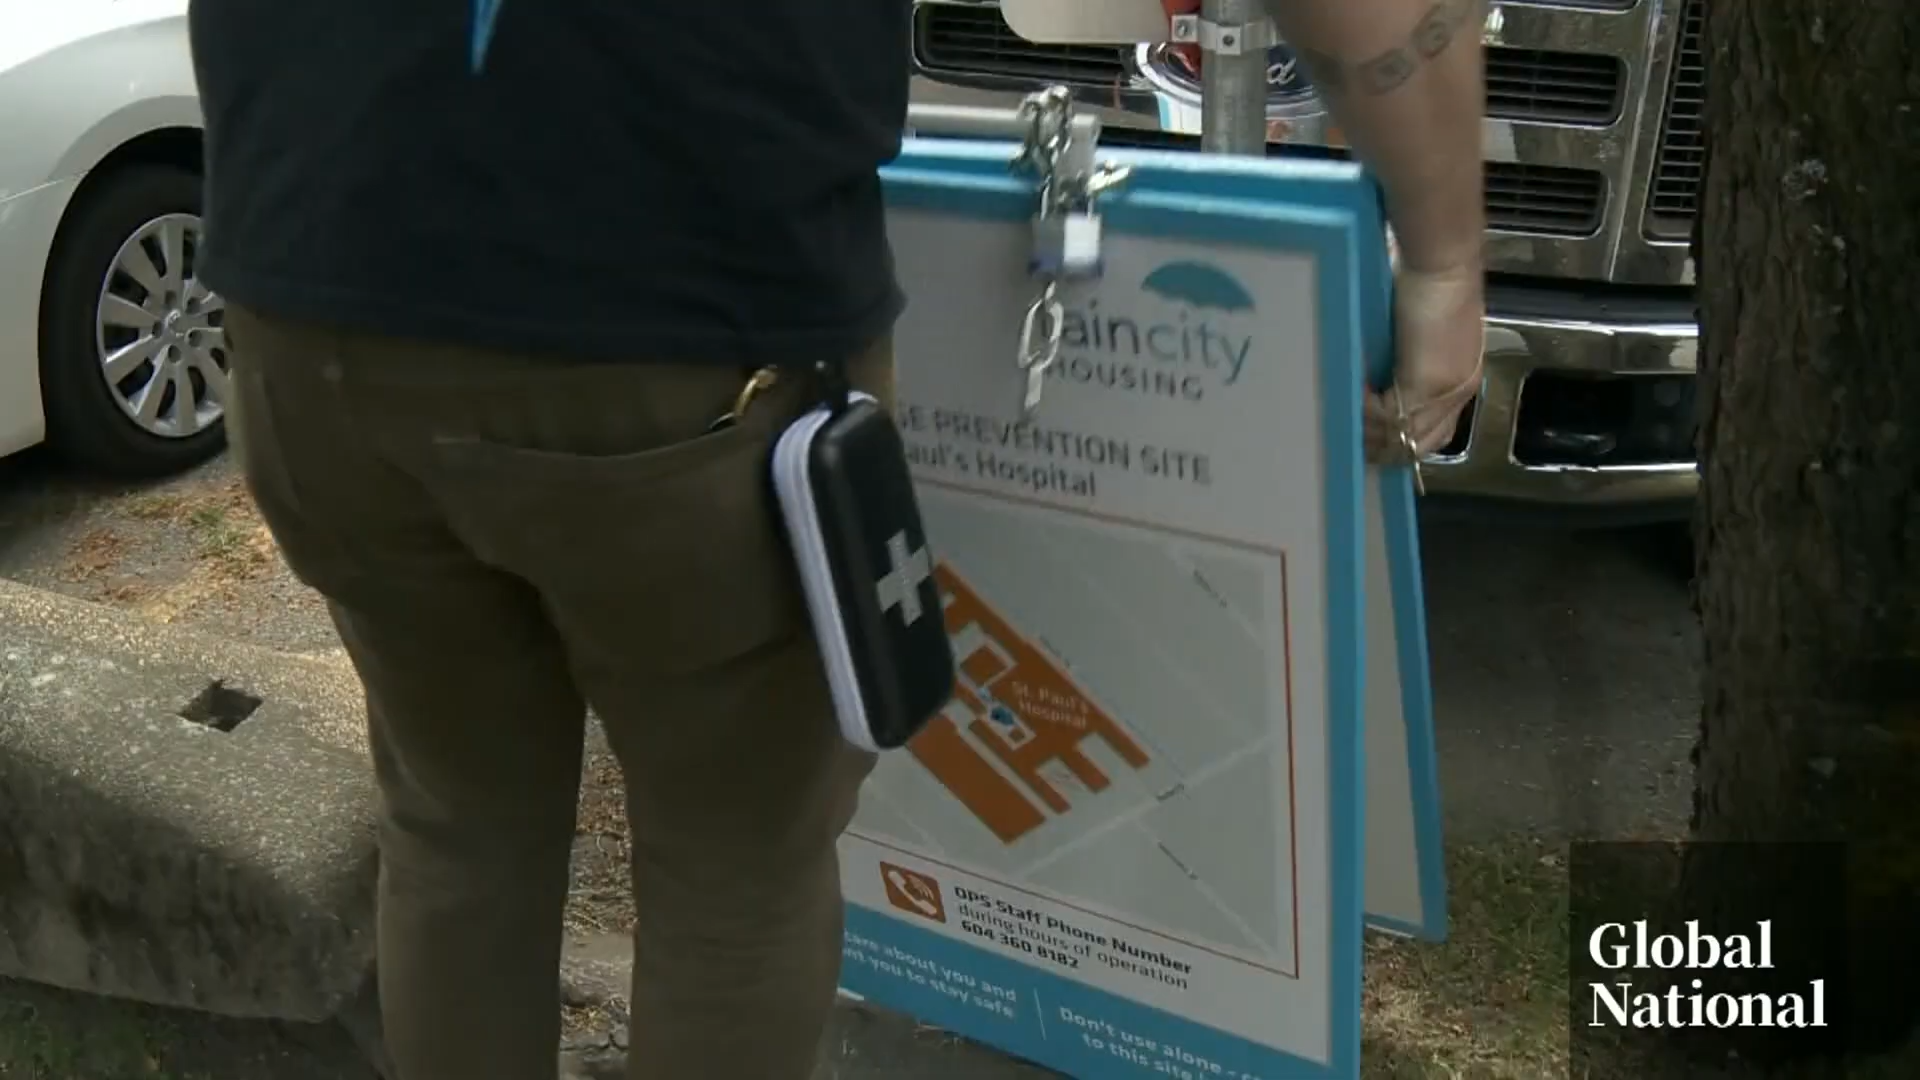 aincity
HOUSING
SE PREVENTION SITE
aul's Hospital
St. Paul's
Hospital
OPS Staff Phone Number
during hours of operation
604 360 8182
care about you and
nt you to stay safe
Don't use alone -
to this site
Global
National